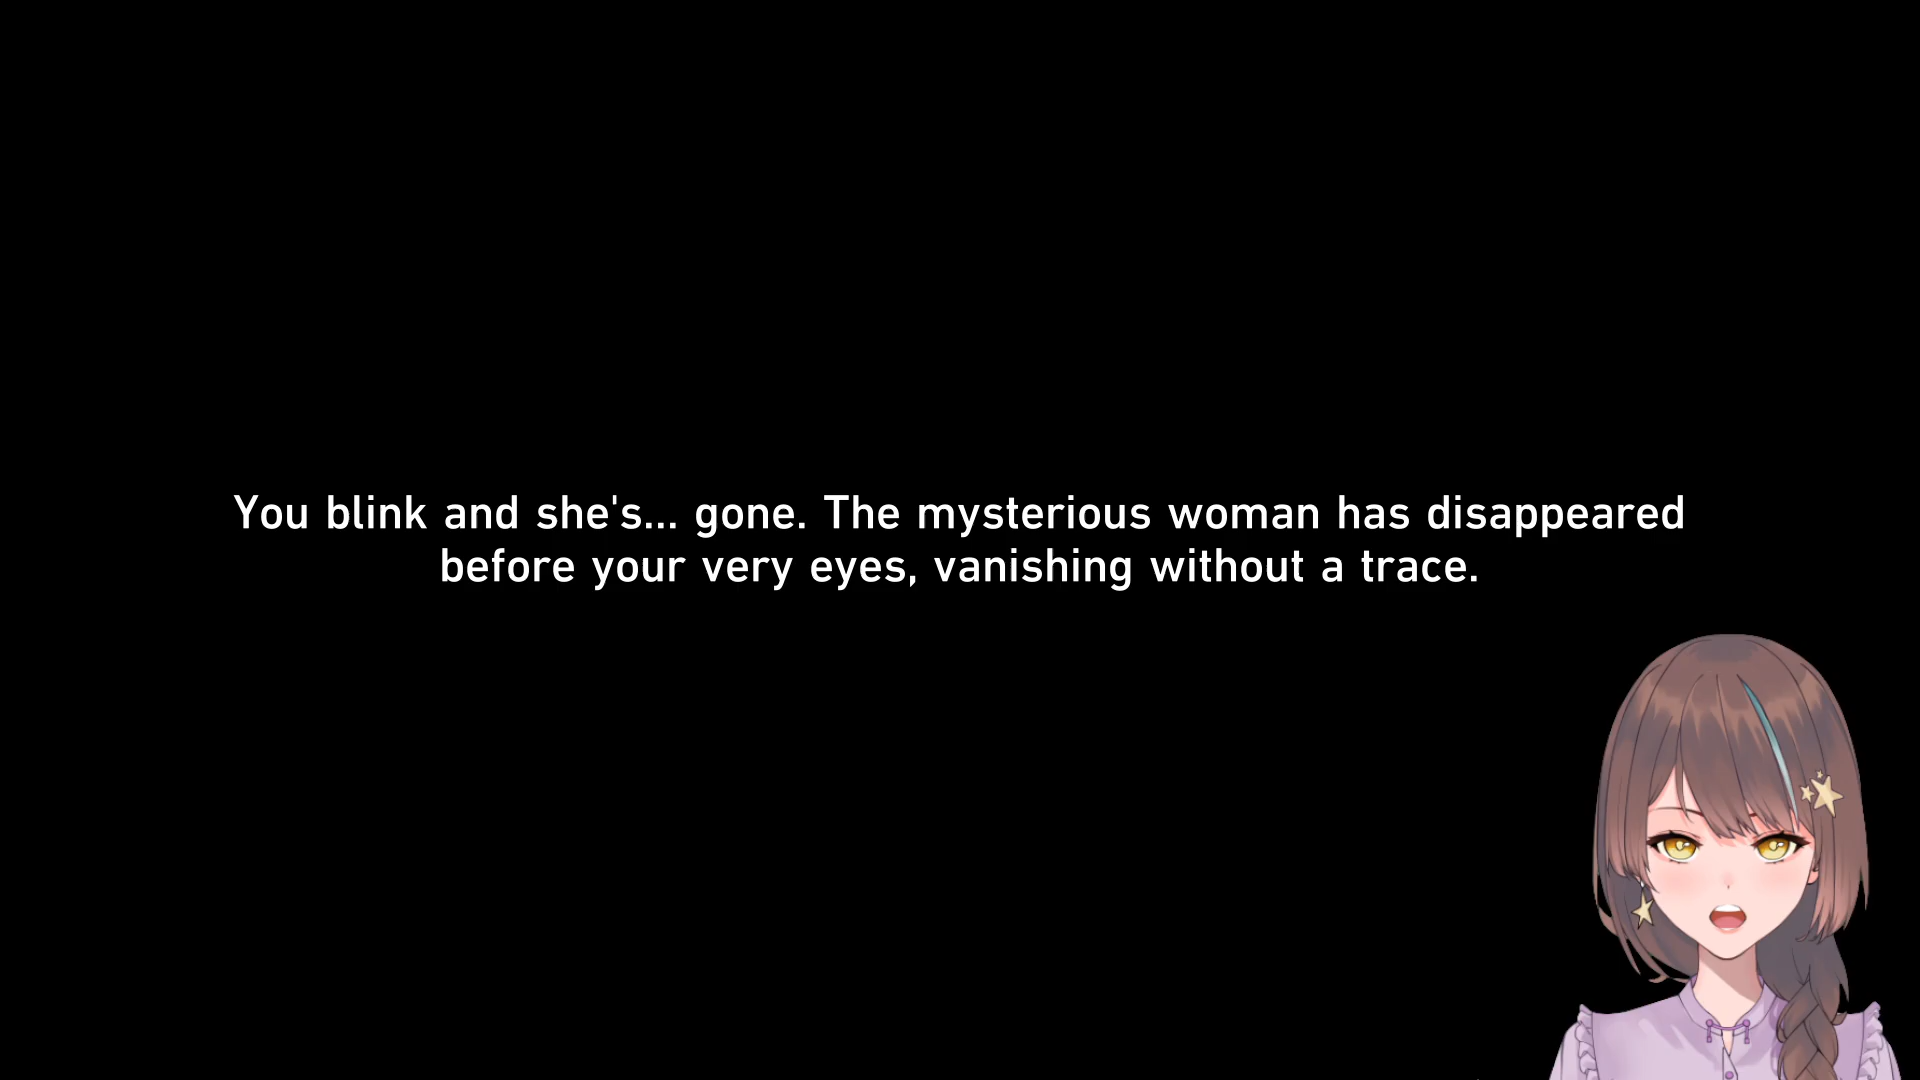 You blink and she's... gone. The mysterious woman has disappeared
before your very eyes, vanishing without a trace.